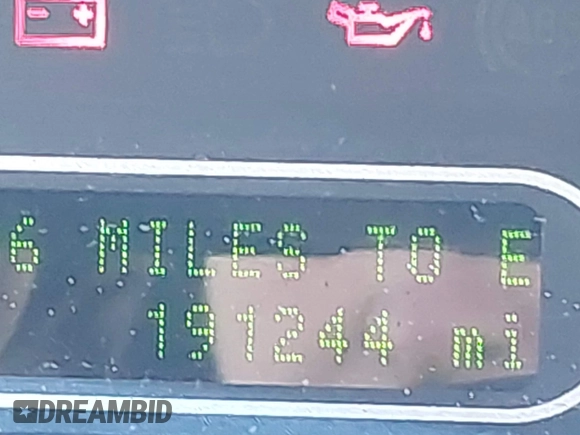 6 MILES TO E
191244 mi
DREAMBID